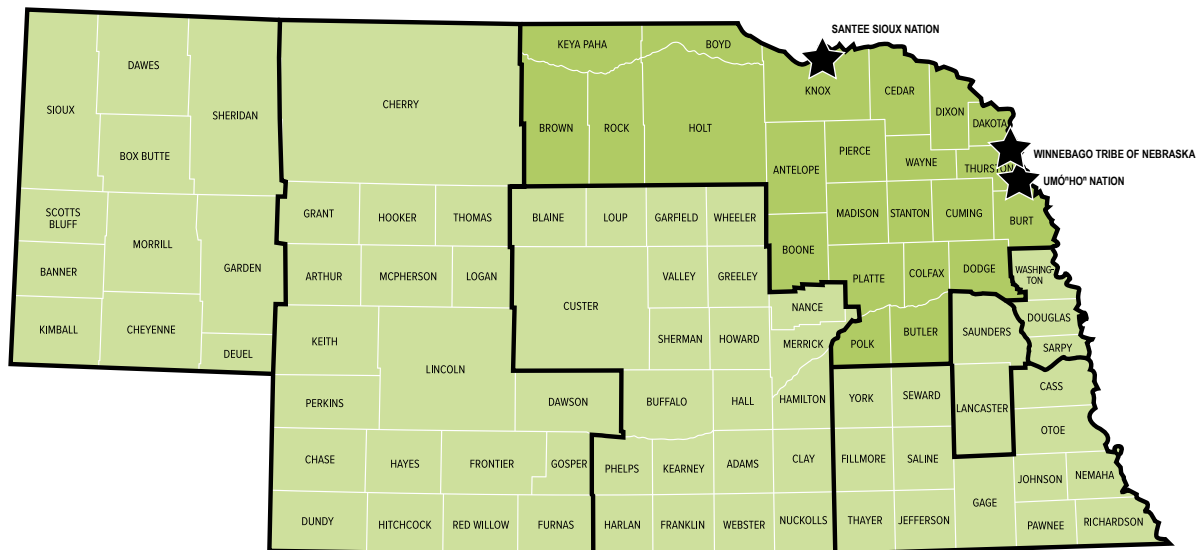 SANTEE SIOUX NATION
KEYA PAHA
BOYD
DAWES
CHERRY
KNOX
CEDAR
SIOUX
SHERIDAN
DIXON
DAKOTA
BROWN
ROCK
HOLT
BOX BUTTE
PIERCE
WINNEBAGO TRIBE OF NEBRASKA
WAYNE
THURSTON
ANTELOPE
UMÓⁿHOⁿ NATION
SCOTTS
BLUFF
GRANT
HOOKER
THOMAS
BLAINE
LOUP
GARFIELD
WHEELER
MADISON
STANTON
CUMING
BURT
MORRILL
BOONE
BANNER
GARDEN
ARTHUR
MCPHERSON
LOGAN
VALLEY
GREELEY
PLATTE
COLFAX
DODGE
WASHING-
TON
CUSTER
NANCE
KIMBALL
CHEYENNE
DOUGLAS
KEITH
SHERMAN
HOWARD
MERRICK
POLK
BUTLER
SAUNDERS
SARPY
DEUEL
LINCOLN
CASS
PERKINS
DAWSON
BUFFALO
HALL
HAMILTON
YORK
SEWARD
LANCASTER
OTOE
CHASE
HAYES
FRONTIER
GOSPER
PHELPS
KEARNEY
ADAMS
CLAY
FILLMORE
SALINE
JOHNSON
NEMAHA
GAGE
DUNDY
HITCHCOCK
RED WILLOW
FURNAS
HARLAN
FRANKLIN
WEBSTER
NUCKOLLS
THAYER
JEFFERSON
PAWNEE
RICHARDSON